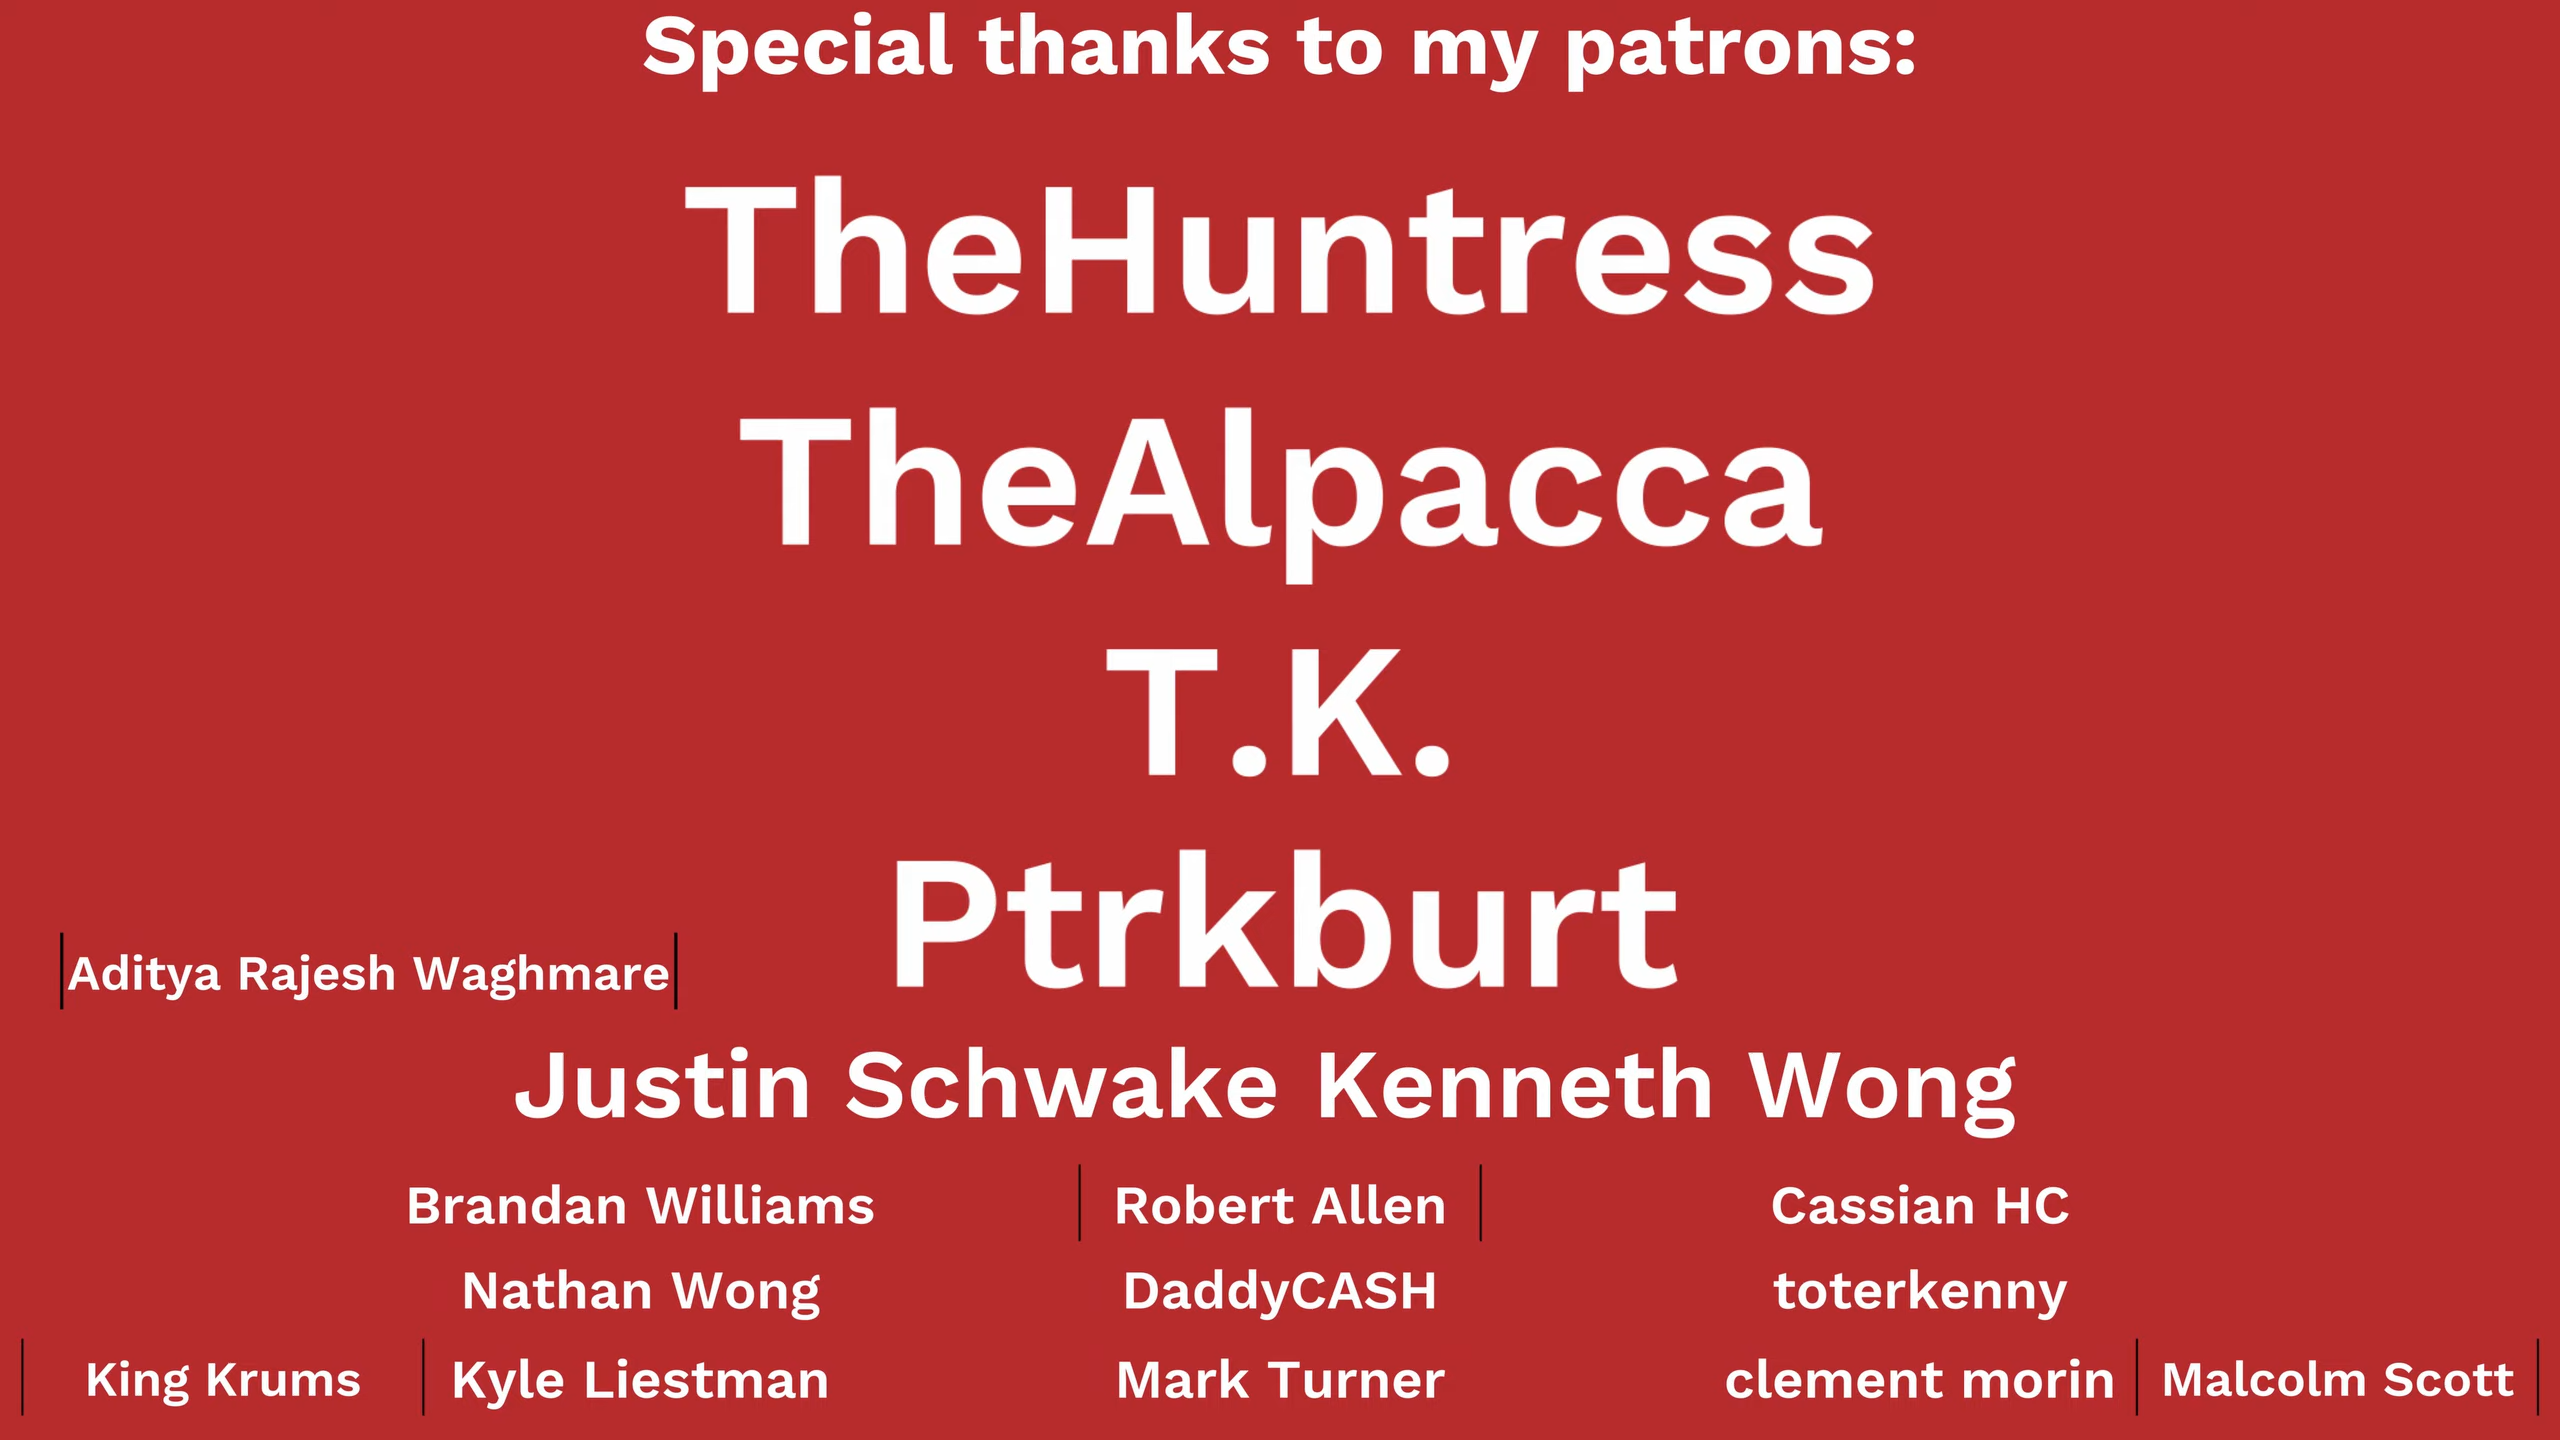 Special thanks to my patrons:
TheHuntress
TheAlpacca
T.K.
Ptrkburt
Aditya Rajesh Waghmare
Justin Schwake Kenneth Wong
Brandan Williams Robert Allen Cassian HC
Nathan Wong DaddyCASH toterkenny
King Krums Kyle Liestman Mark Turner clement morin Malcolm Scott